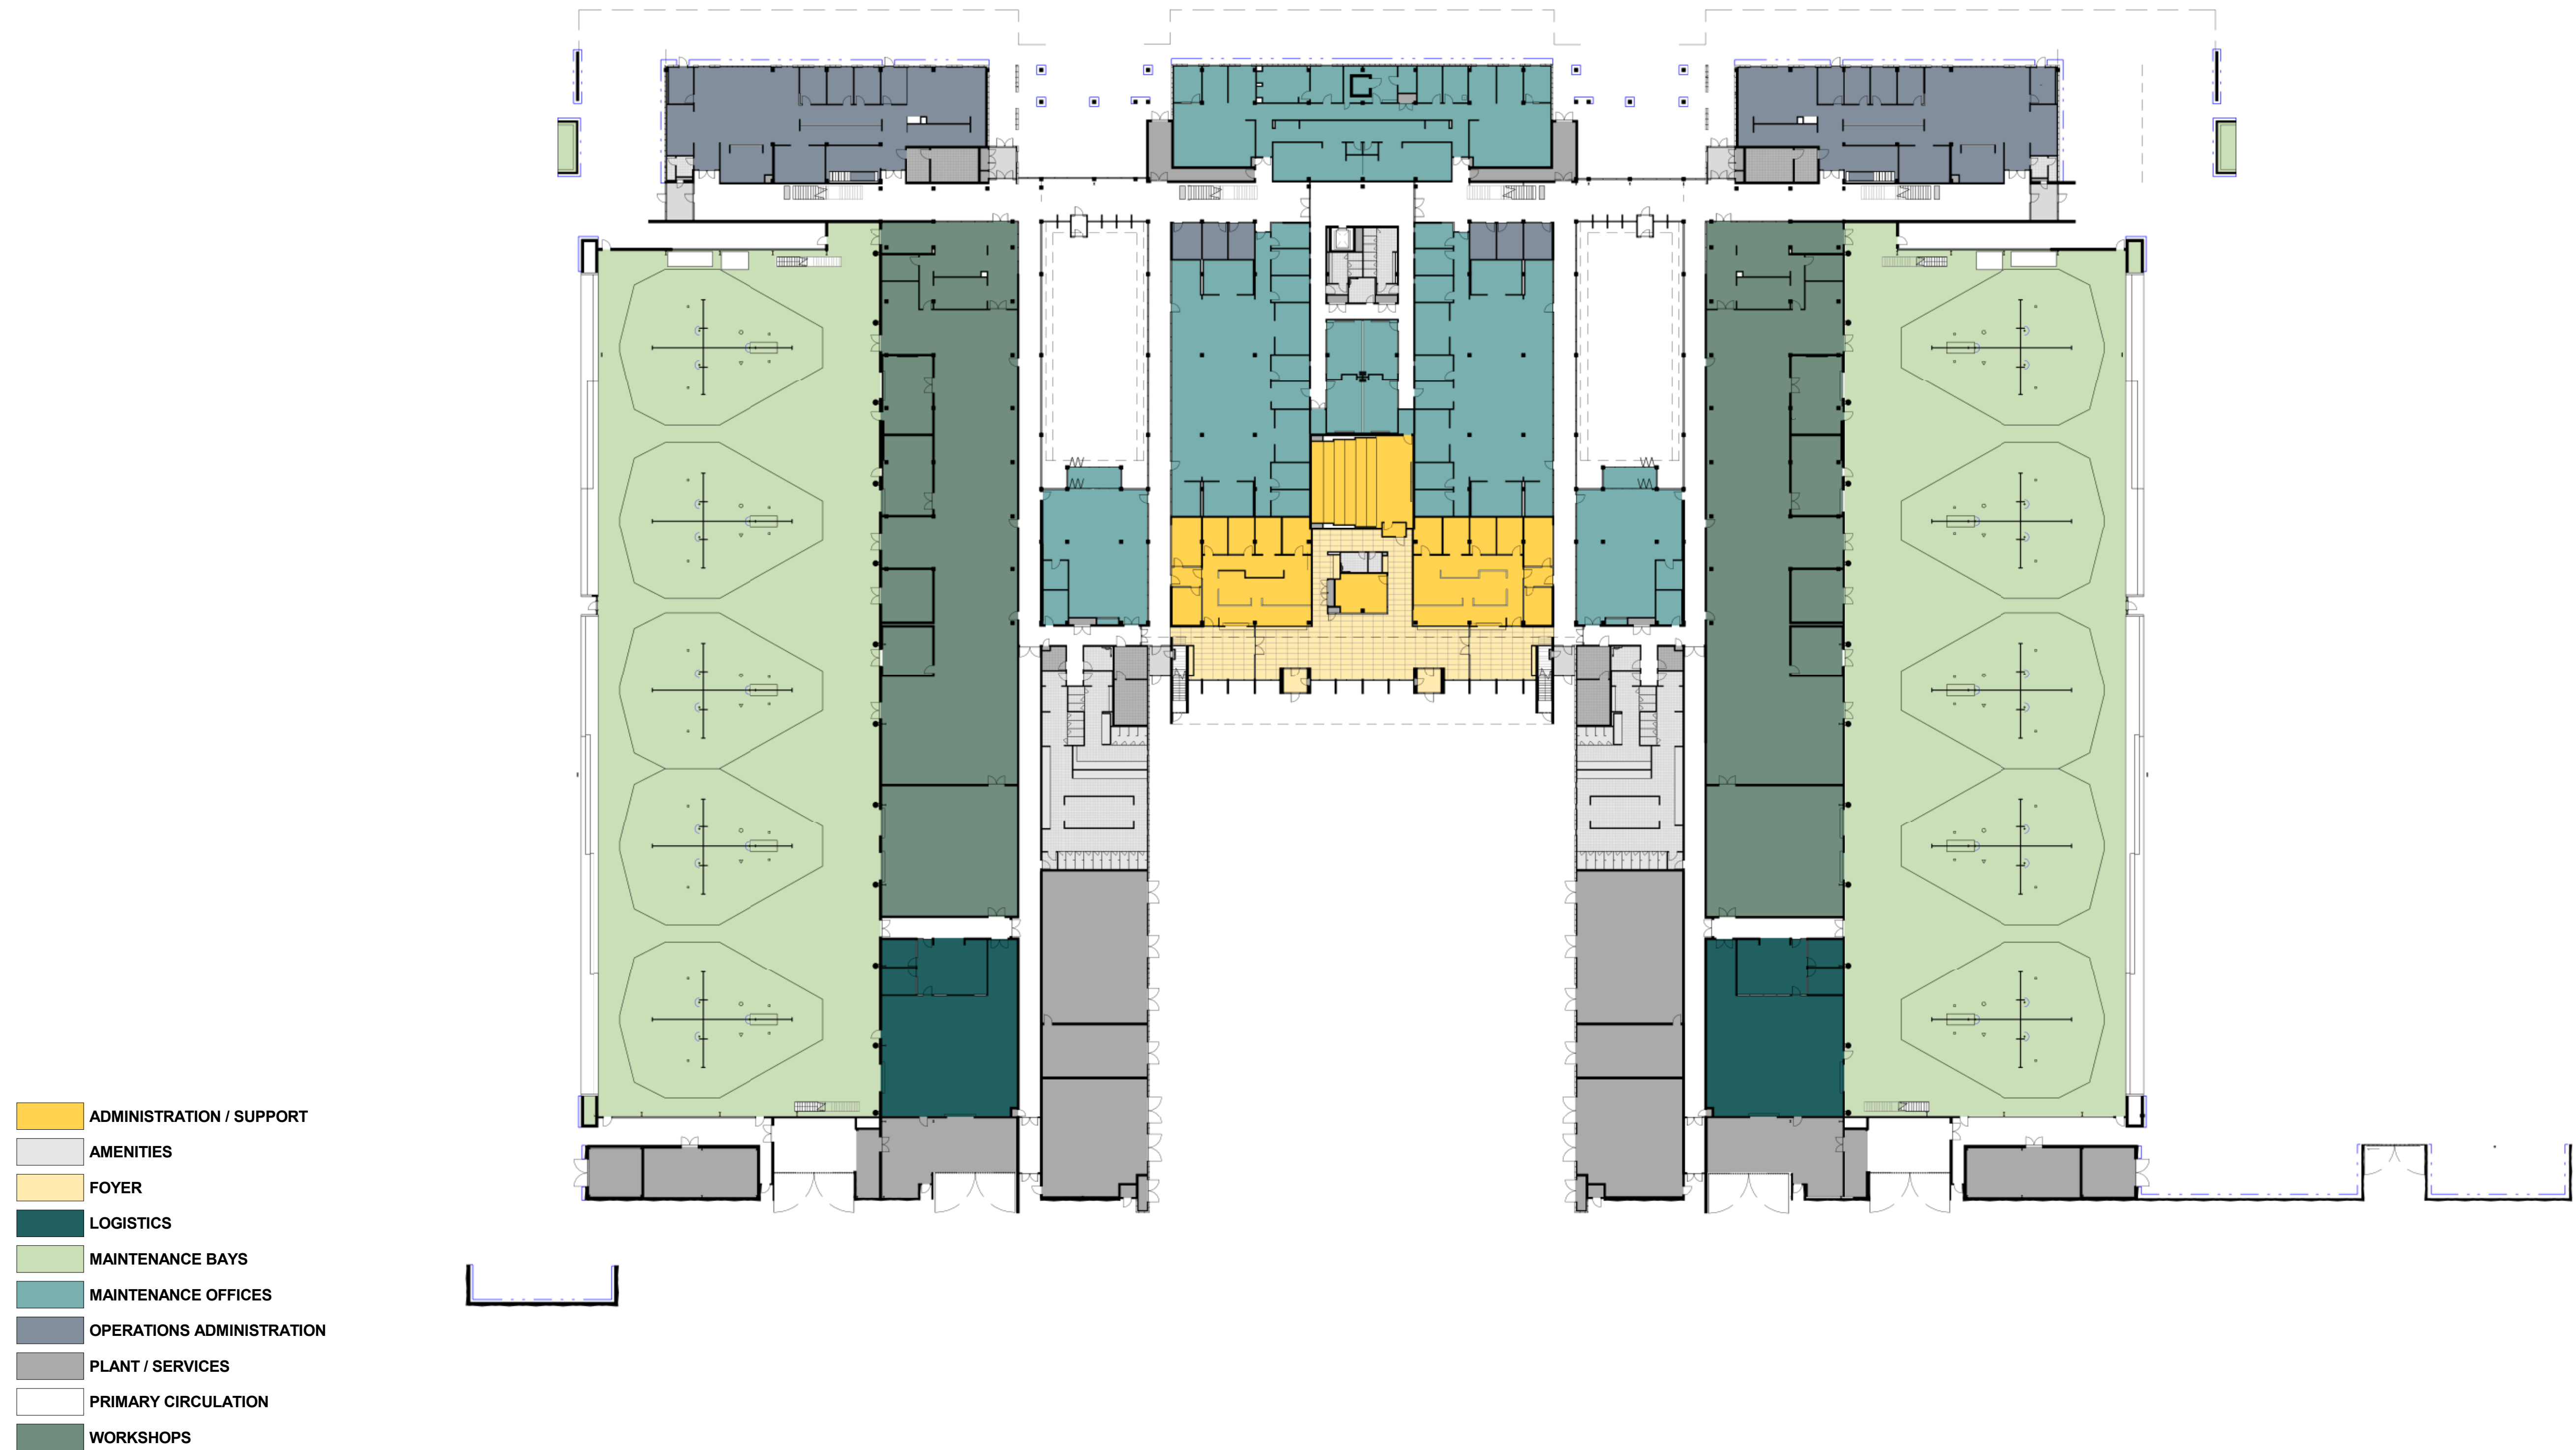 ADMINISTRATION / SUPPORT
AMENITIES
FOYER
LOGISTICS
MAINTENANCE BAYS
MAINTENANCE OFFICES
OPERATIONS ADMINISTRATION
PLANT / SERVICES
PRIMARY CIRCULATION
WORKSHOPS